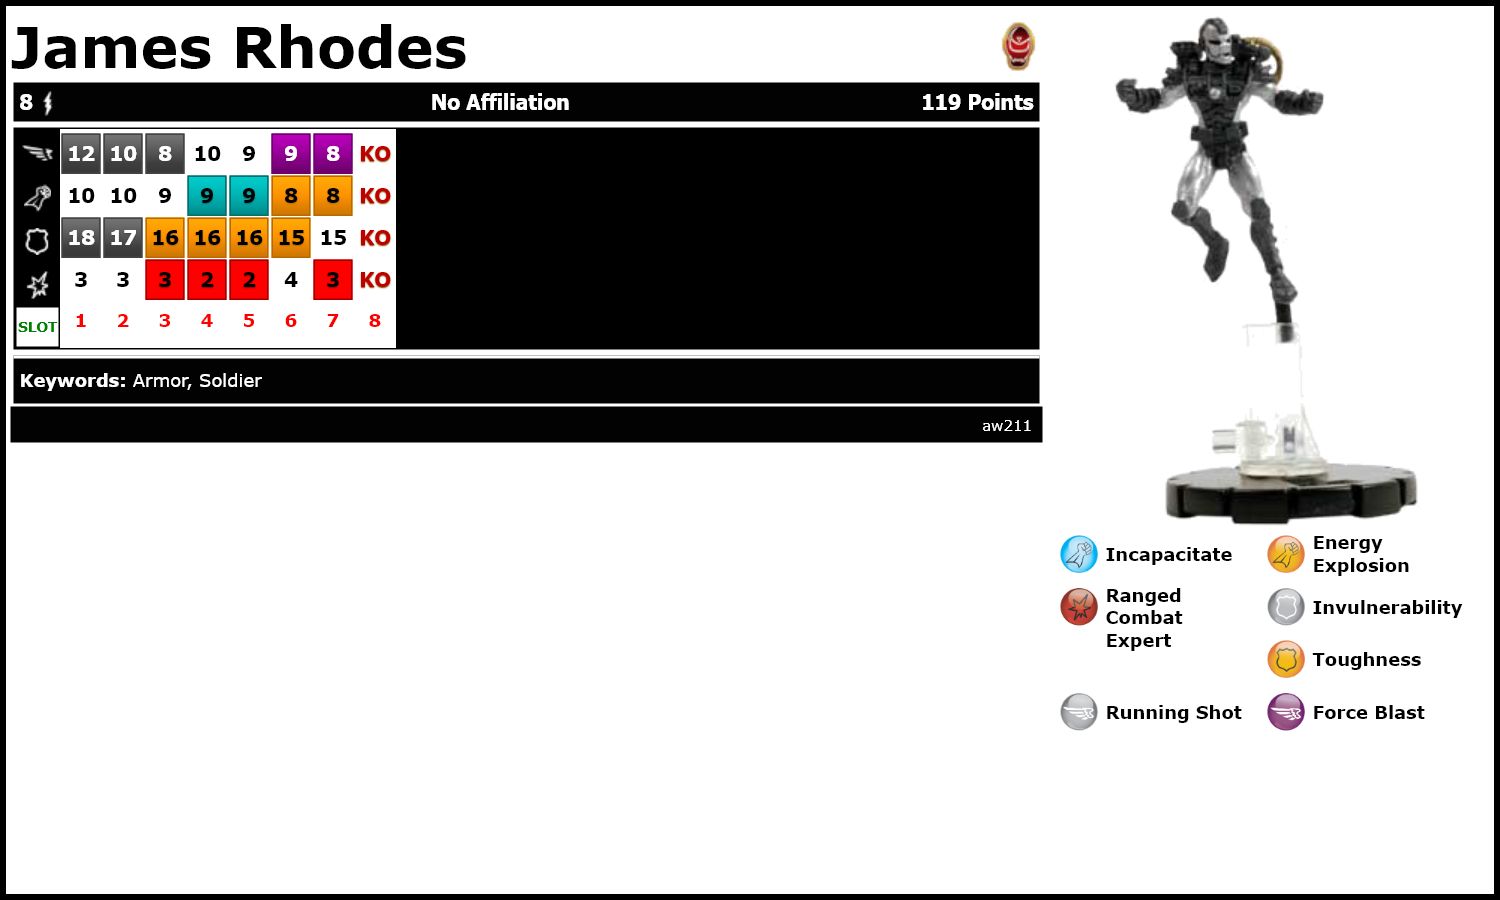 James Rhodes
8 No Affiliation 119 Points
12 10 8 10 9 9 8 KO
10 10 9 9 9 8 8 KO
18 17 16 16 16 15 15 KO
3 3 3 2 2 4 3 KO
SLOT 1 2 3 4 5 6 7 8
Keywords: Armor, Soldier
aw211
Incapacitate
Energy
Explosion
Ranged
Combat
Expert
Invulnerability
Toughness
Running Shot
Force Blast